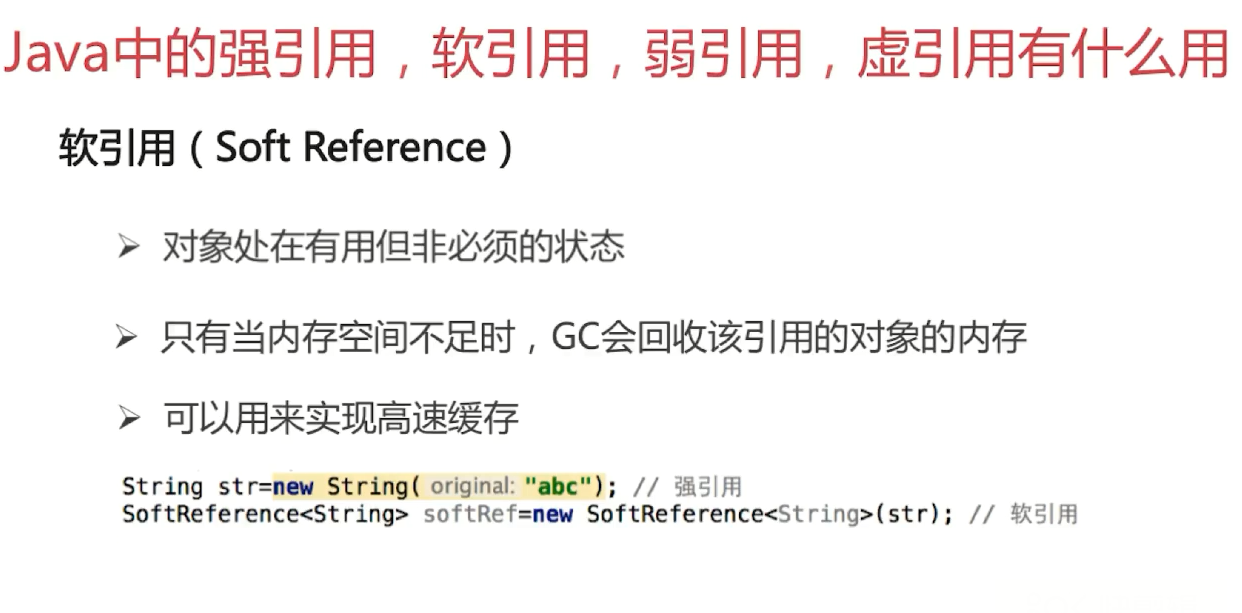 Java中的强引用，软引用，弱引用，虚引用有什么用
软引用（Soft Reference）
➢ 对象处在有用但非必须的状态
➢ 只有当内存空间不足时，GC会回收该引用的对象的内存
➢ 可以用来实现高速缓存
String str=new String( original: "abc"); // 强引用
SoftReference<String> softRef=new SoftReference<String>(str); // 软引用